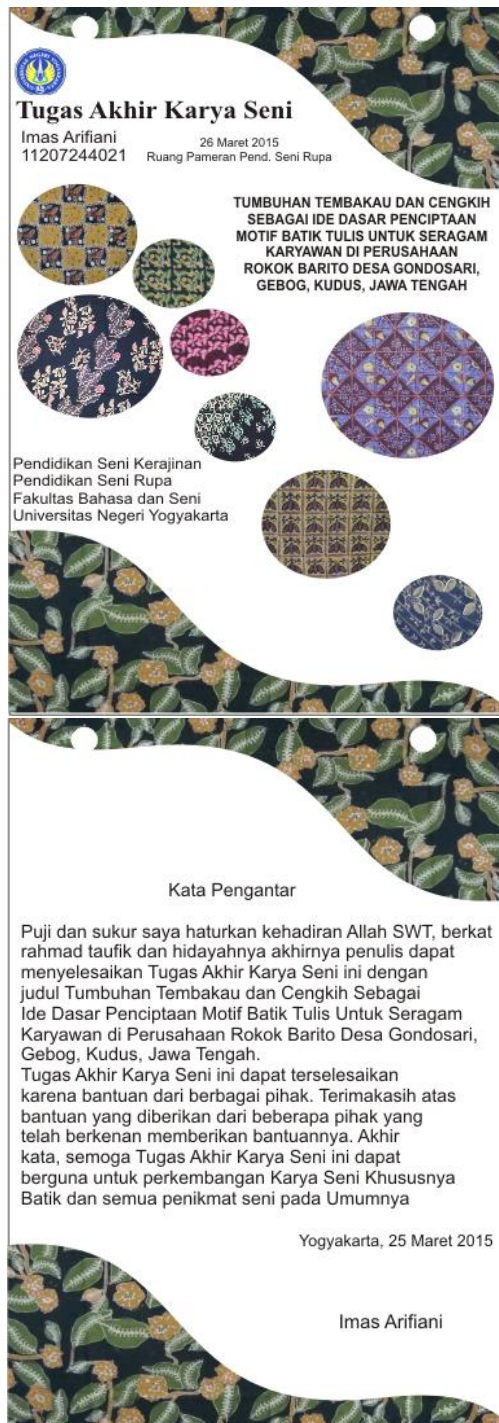 Tugas Akhir Karya Seni
Imas Arifiani
11207244021
26 Maret 2015
Ruang Pameran Pend. Seni Rupa
TUMBUHAN TEMBAKAU DAN CENGKIH
SEBAGAI IDE DASAR PENCIPTAAN
MOTIF BATIK TULIS UNTUK SERAGAM
KARYAWAN DI PERUSAHAAN
ROKOK BARITO DESA GONDOSARI,
GEBOG, KUDUS, JAWA TENGAH
Pendidikan Seni Kerajinan
Pendidikan Seni Rupa
Fakultas Bahasa dan Seni
Universitas Negeri Yogyakarta
Kata Pengantar
Puji dan sukur saya haturkan kehadiran Allah SWT, berkat
rahmad taufik dan hidayahnya akhirnya penulis dapat
menyelesaikan Tugas Akhir Karya Seni ini dengan
judul Tumbuhan Tembakau dan Cengkih Sebagai
Ide Dasar Penciptaan Motif Batik Tulis Untuk Seragam
Karyawan di Perusahaan Rokok Barito Desa Gondosari,
Gebog, Kudus, Jawa Tengah.
Tugas Akhir Karya Seni ini dapat terselesaikan
karena bantuan dari berbagai pihak. Terimakasih atas
bantuan yang diberikan dari beberapa pihak yang
telah berkenan memberikan bantuannya. Akhir
kata, semoga Tugas Akhir Karya Seni ini dapat
berguna untuk perkembangan Karya Seni Khususnya
Batik dan semua penikmat seni pada Umumnya
Yogyakarta, 25 Maret 2015
Imas Arifiani